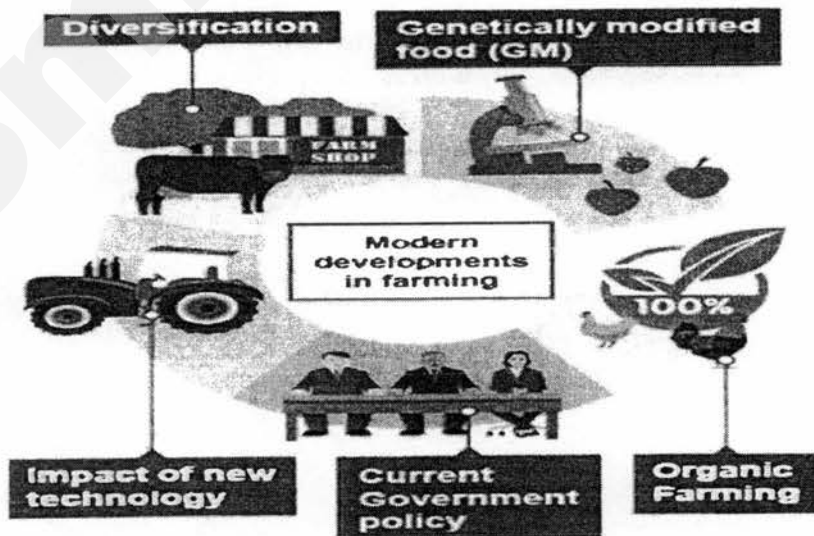 Diversification
Genetically modified
food (GM)
FARM
SHOP
Modern
developments
in farming
100%
Impact of new
technology
Current
Government
policy
Organic
Farming